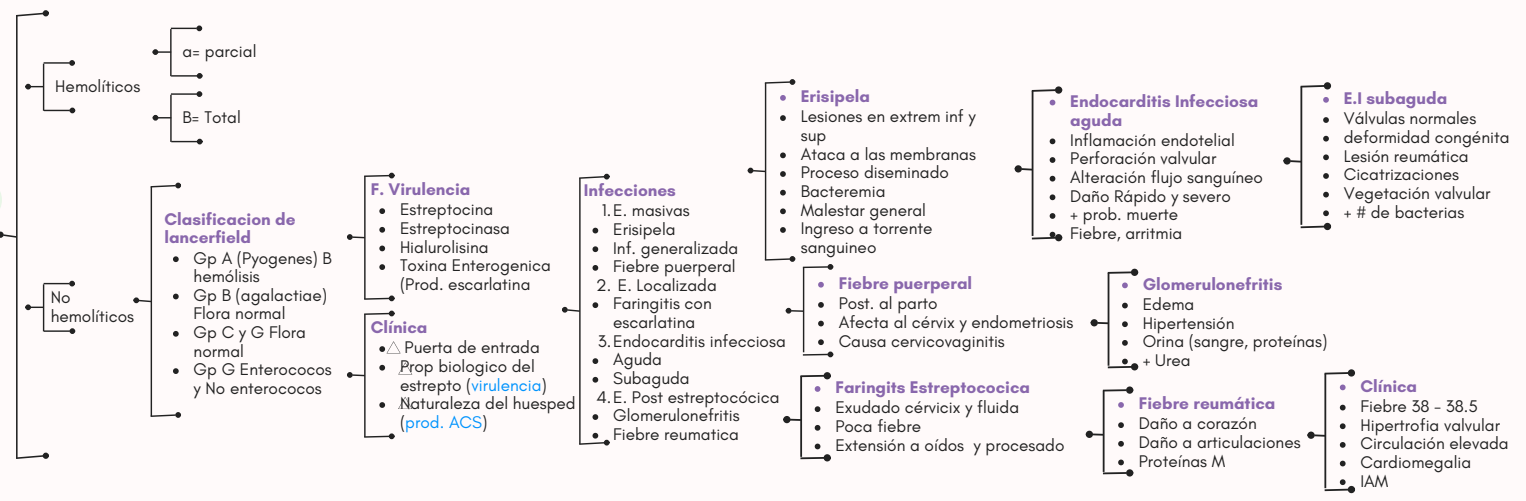 Hemolíticos
a= parcial
B= Total
No
hemolíticos
Clasificacion de
lancerfield
Gp A (Pyogenes) B
hemólisis
Gp B (agalactiae)
Flora normal
Gp C y G Flora
normal
Gp G Enterococos
y No enterococos
F. Virulencia
Estreptocina
Estreptocinasa
Hialurolisina
Toxina Enterogenica
(Prod. escarlatina
Clínica
Puerta de entrada
Prop biologico del
estrepto (virulencia)
Naturaleza del huesped
(prod. ACS)
Infecciones
1. E. masivas
Erisipela
Inf. generalizada
Fiebre puerperal
2. E. Localizada
Faringitis con
escarlatina
3. Endocarditis infecciosa
Aguda
Subaguda
4. E. Post estreptocócica
Glomerulonefritis
Fiebre reumatica
Erisipela
Lesiones en extrem inf y
sup
Ataca a las membranas
Proceso diseminado
Bacteremia
Malestar general
Ingreso a torrente
sanguineo
Endocarditis Infecciosa
aguda
Inflamación endotelial
Perforación valvular
Alteración flujo sanguíneo
Daño Rápido y severo
+ prob. muerte
Fiebre, arritmia
E.I subaguda
Válvulas normales
deformidad congénita
Lesión reumática
Cicatrizaciones
Vegetación valvular
+ # de bacterias
Fiebre puerperal
Post. al parto
Afecta al cérvix y endometriosis
Causa cervicovaginitis
Glomerulonefritis
Edema
Hipertensión
Orina (sangre, proteínas)
+ Urea
Faringits Estreptococica
Exudado cérvicix y fluida
Poca fiebre
Extensión a oídos y procesado
Fiebre reumática
Daño a corazón
Daño a articulaciones
Proteínas M
Clínica
Fiebre 38 - 38.5
Hipertrofia valvular
Circulación elevada
Cardiomegalia
IAM